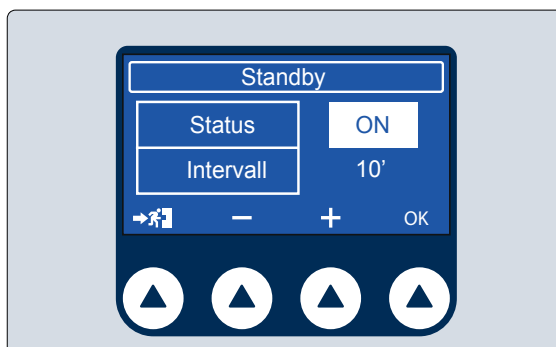 Standby
Status ON
Intervall 10’
− + OK